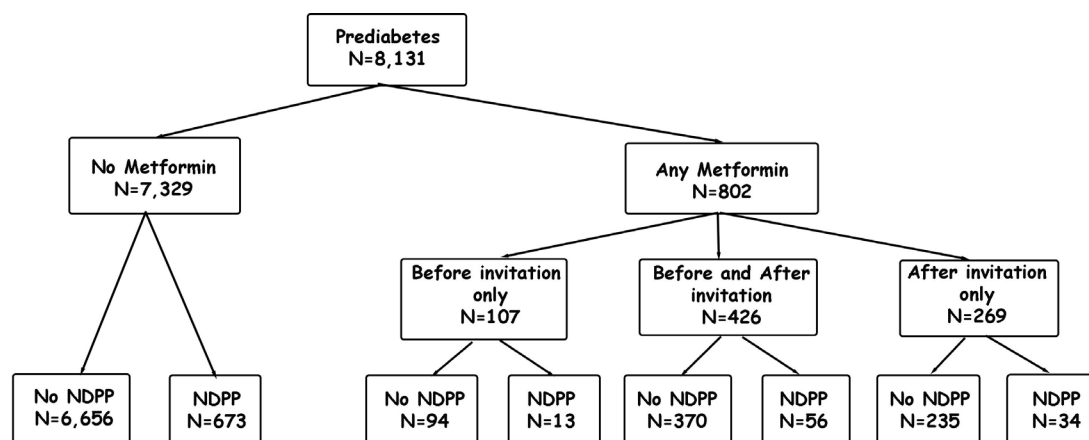 Prediabetes
N=8,131
No Metformin
N=7,329
Any Metformin
N=802
Before invitation
only
N=107
Before and After
invitation
N=426
After invitation
only
N=269
No NDPP
N=6,656
NDPP
N=673
No NDPP
N=94
NDPP
N=13
No NDPP
N=370
NDPP
N=56
No NDPP
N=235
NDPP
N=34